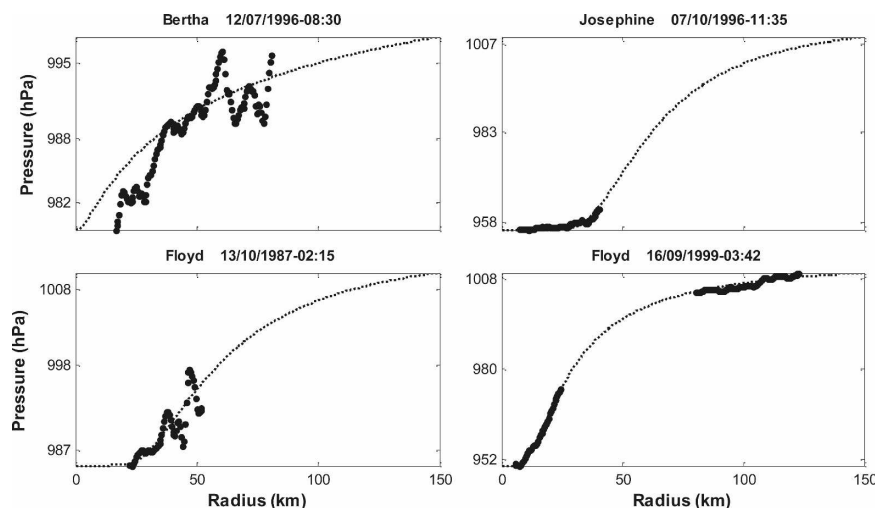 Bertha 12/07/1996-08:30
Josephine 07/10/1996-11:35
Pressure (hPa)
995
988
982
1007
983
958
Floyd 13/10/1987-02:15
Floyd 16/09/1999-03:42
Pressure (hPa)
1008
998
987
1008
980
952
0 50 100 150
0 50 100 150
Radius (km)
Radius (km)